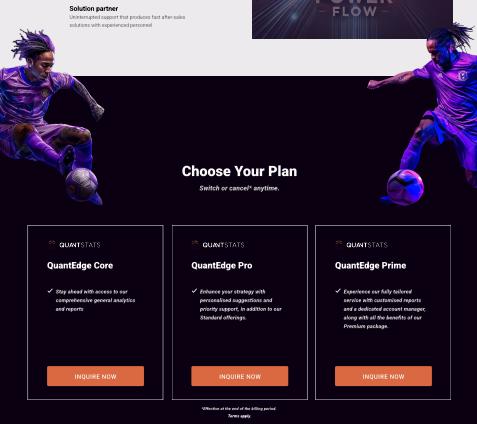 Solution partner
Uninterrupted support that produces fast after-sales
solutions with experienced personnel
POWER
FLOW
Choose Your Plan
Switch or cancel* anytime.
QUANTSTATS
QuantEdge Core
Stay ahead with access to our
comprehensive general analytics
and reports
INQUIRE NOW
QUANTSTATS
QuantEdge Pro
Enhance your strategy with
personalised suggestions and
priority support, in addition to our
Standard offerings.
INQUIRE NOW
QUANTSTATS
QuantEdge Prime
Experience our fully tailored
service with customised reports
and a dedicated account manager,
along with all the benefits of our
Premium package.
INQUIRE NOW
*Effective at the end of the billing period.
Terms apply.